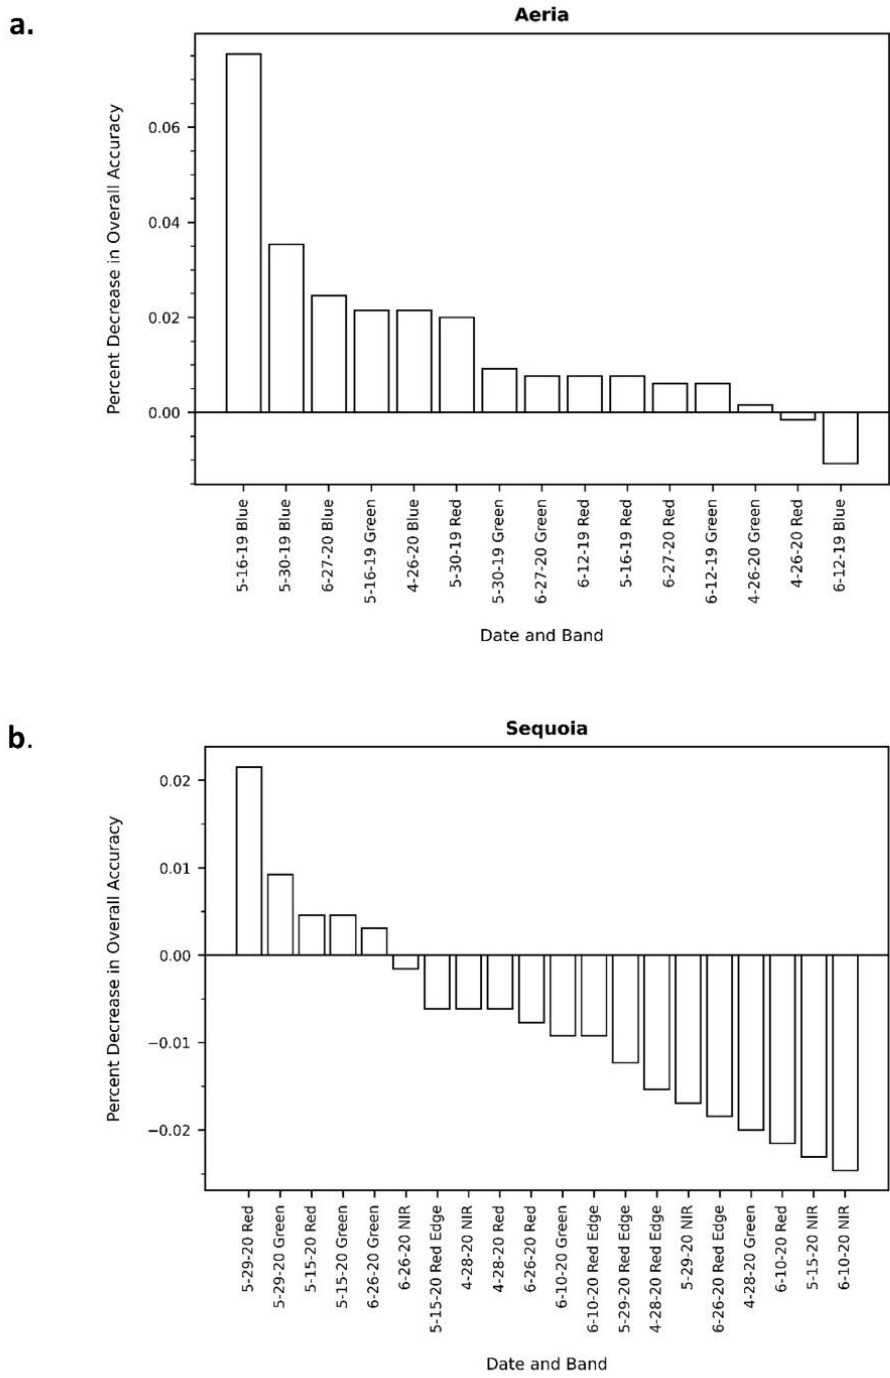 a.
Aeria
Percent Decrease in Overall Accuracy
0.06
0.04
0.02
0.00
5-16-19 Blue
5-30-19 Blue
6-27-20 Blue
5-16-19 Green
4-26-20 Blue
5-30-19 Red
5-30-19 Green
6-27-20 Green
6-12-19 Red
5-16-19 Red
6-27-20 Red
6-12-19 Green
4-26-20 Green
4-26-20 Red
6-12-19 Blue
Date and Band
b.
Sequoia
Percent Decrease in Overall Accuracy
0.02
0.01
0.00
−0.01
−0.02
5-29-20 Red
5-29-20 Green
5-15-20 Red
5-15-20 Green
6-26-20 Green
6-26-20 NIR
5-15-20 Red Edge
4-28-20 NIR
4-28-20 Red
6-26-20 Red
6-10-20 Green
6-10-20 Red Edge
5-29-20 Red Edge
4-28-20 Red Edge
5-29-20 NIR
6-26-20 Red Edge
4-28-20 Green
6-10-20 Red
5-15-20 NIR
6-10-20 NIR
Date and Band